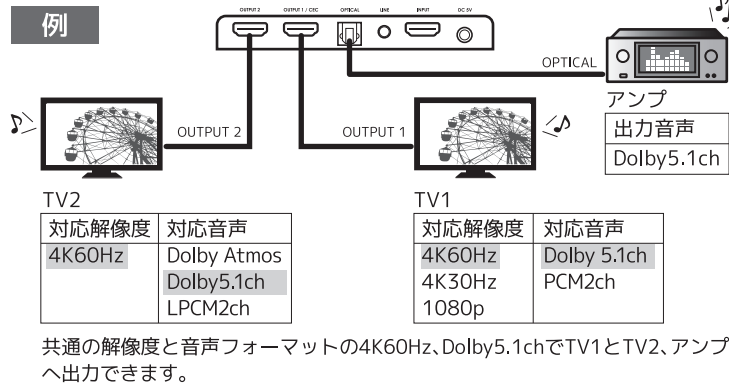 例
OUTPUT 2
OUTPUT 1 / CEC
OPTICAL
LINE
INPUT
DC 5V
OPTICAL
OUTPUT 2
OUTPUT 1
アンプ
出力音声
Dolby5.1ch
TV2
対応解像度 対応音声
4K60Hz Dolby Atmos
Dolby5.1ch
LPCM2ch
TV1
対応解像度 対応音声
4K60Hz Dolby 5.1ch
4K30Hz PCM2ch
1080p
共通の解像度と音声フォーマットの4K60Hz、Dolby5.1chでTV1とTV2、アンプ
へ出力できます。